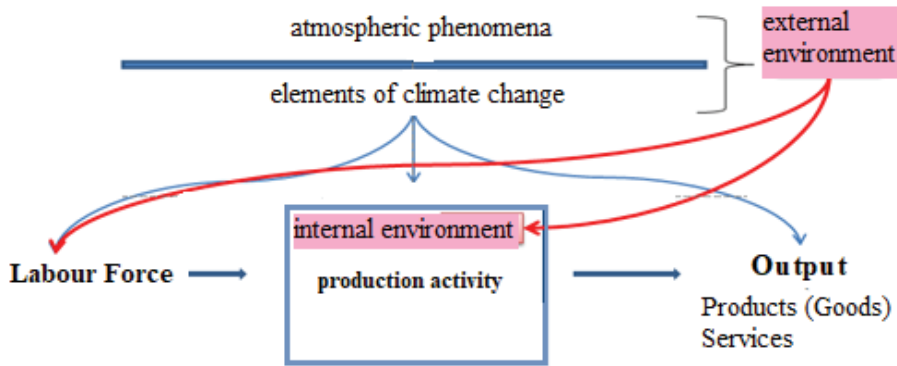 atmospheric phenomena
external
environment
elements of climate change
internal environment
Labour Force
production activity
Output
Products (Goods)
Services